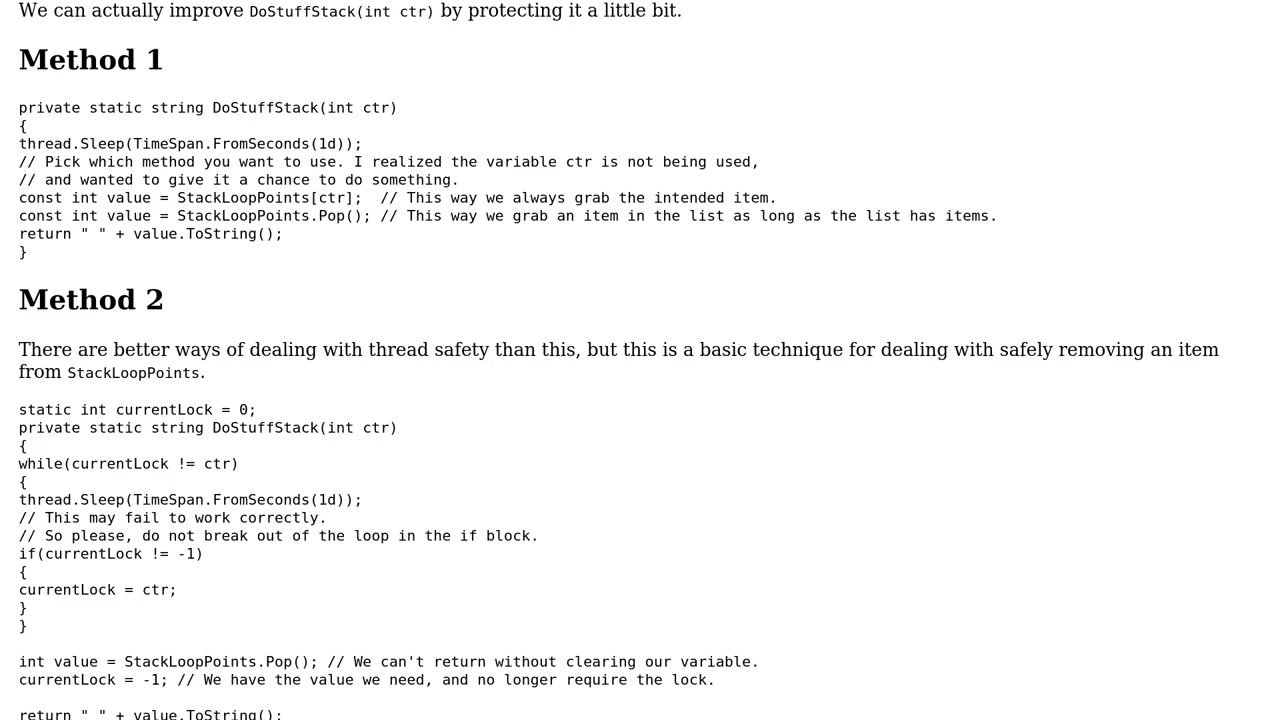 We can actually improve DoStuffStack(int ctr) by protecting it a little bit.
Method 1
private static string DoStuffStack(int ctr)
{
thread.Sleep(TimeSpan.FromSeconds(1d));
// Pick which method you want to use. I realized the variable ctr is not being used,
// and wanted to give it a chance to do something.
const int value = StackLoopPoints[ctr];  // This way we always grab the intended item.
const int value = StackLoopPoints.Pop(); // This way we grab an item in the list as long as the list has items.
return " " + value.ToString();
}
Method 2
There are better ways of dealing with thread safety than this, but this is a basic technique for dealing with safely removing an item
from StackLoopPoints.
static int currentLock = 0;
private static string DoStuffStack(int ctr)
{
while(currentLock != ctr)
{
thread.Sleep(TimeSpan.FromSeconds(1d));
// This may fail to work correctly.
// So please, do not break out of the loop in the if block.
if(currentLock != -1)
{
currentLock = ctr;
}
}
int value = StackLoopPoints.Pop(); // We can't return without clearing our variable.
currentLock = -1; // We have the value we need, and no longer require the lock.
return " " + value.ToString();